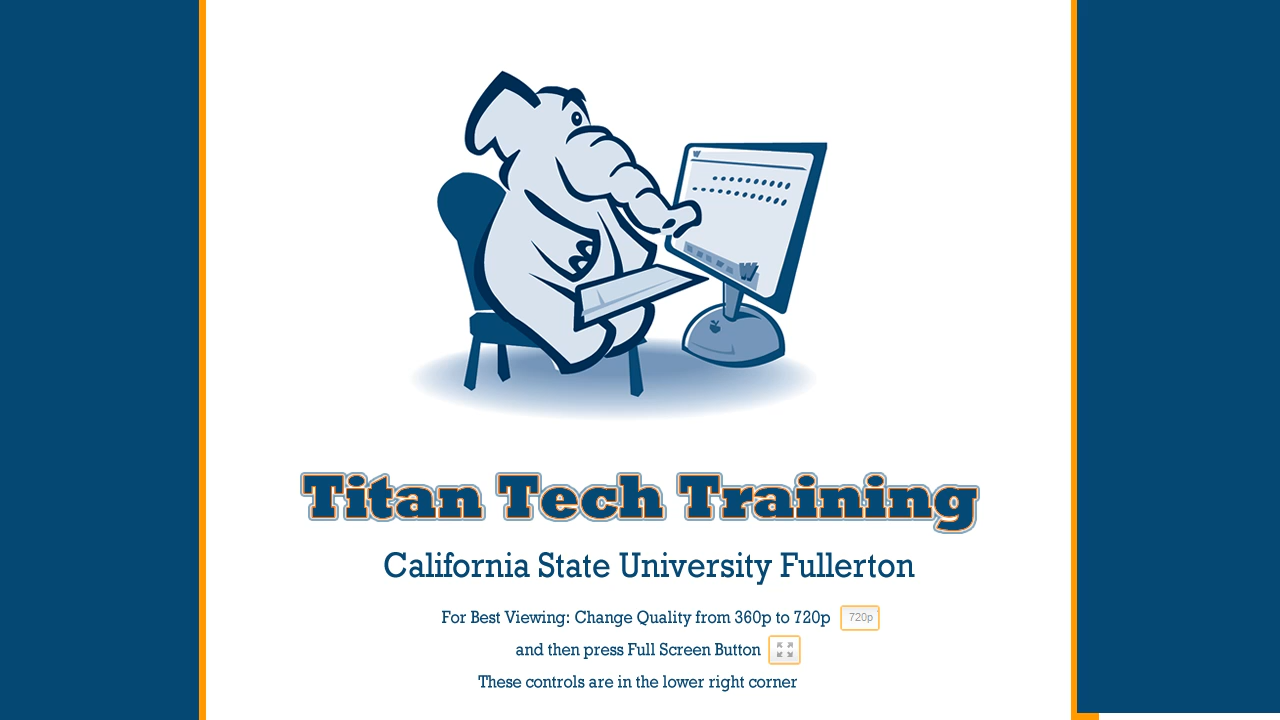 W
W
Titan Tech Training
California State University Fullerton
For Best Viewing: Change Quality from 360p to 720p 720p
and then press Full Screen Button
These controls are in the lower right corner